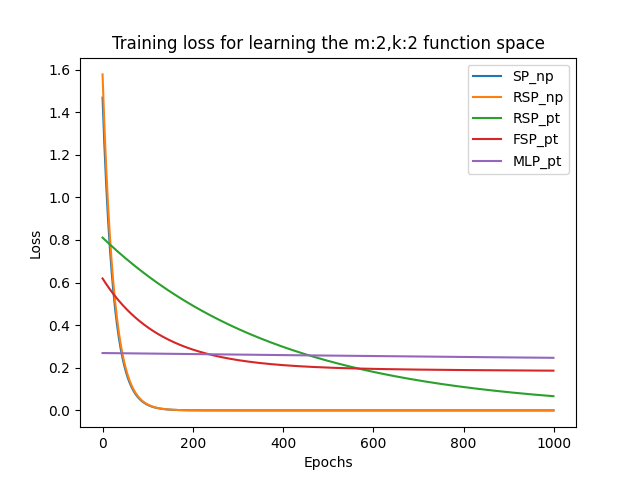 Training loss for learning the m:2,k:2 function space
1.6
1.4
1.2
1.0
0.8
0.6
0.4
0.2
0.0
Loss
SP_np
RSP_np
RSP_pt
FSP_pt
MLP_pt
0 200 400 600 800 1000
Epochs